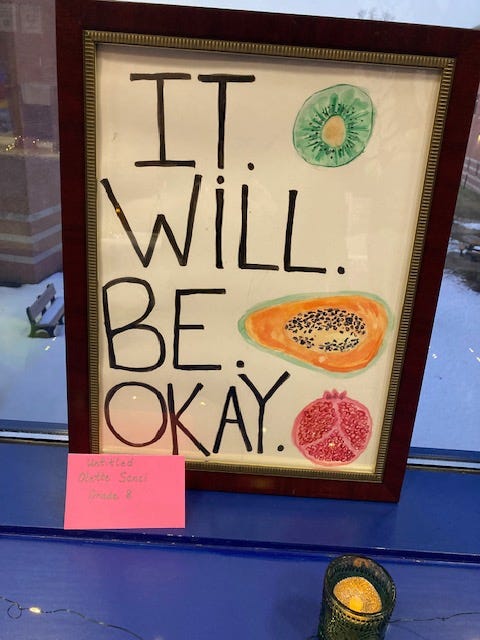 IT.
WiLL.
BE.
OKAY.
Untitled
Grade 8